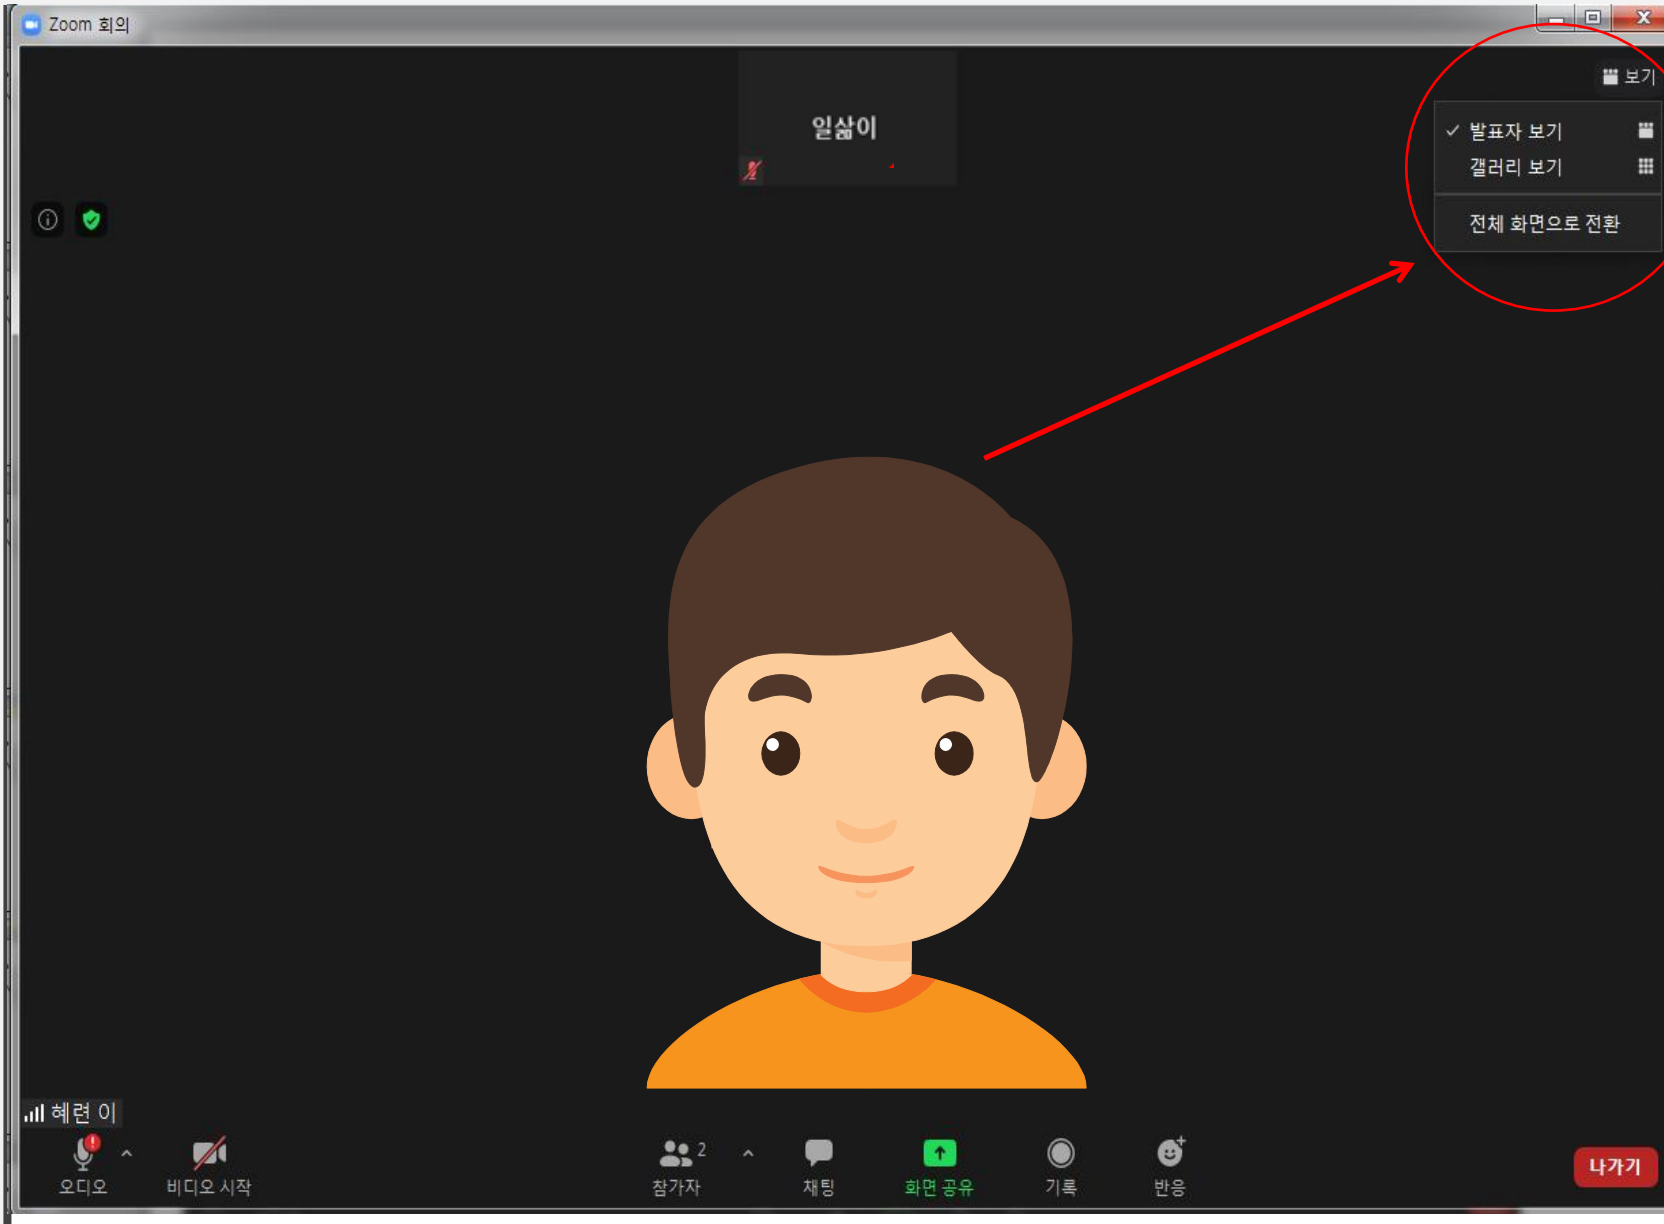 Zoom 회의
보기
일삶이
발표자 보기
갤러리 보기
전체 화면으로 전환
혜련 이
오디오
비디오 시작
2
참가자
채팅
화면 공유
기록
반응
나가기